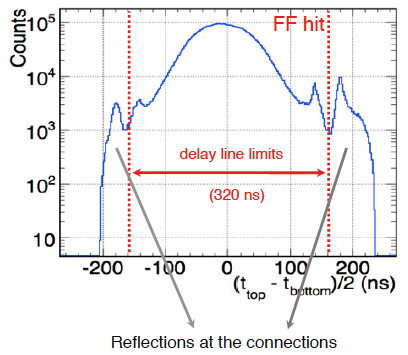 Counts
10^5
10^4
10^3
10^2
10
FF hit
delay line limits
(320 ns)
-200 -100 0 100 200
(t_top - t_bottom)/2 (ns)
Reflections at the connections